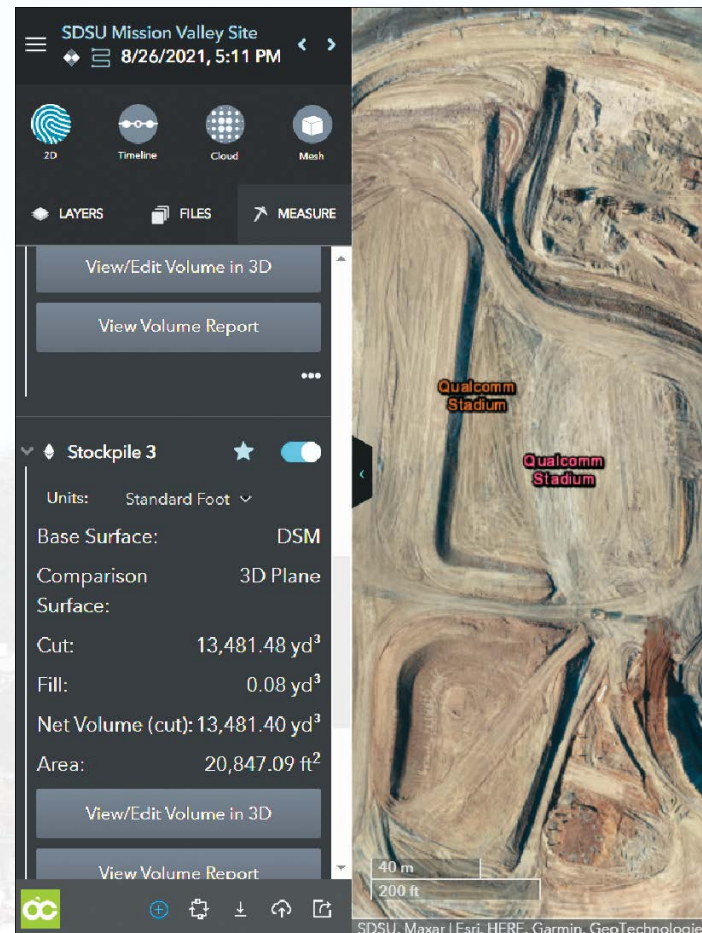 SDSU Mission Valley Site
8/26/2021, 5:11 PM
2D
Timeline
Cloud
Mesh
LAYERS
FILES
MEASURE
View/Edit Volume in 3D
View Volume Report
Stockpile 3
Units: Standard Foot
Base Surface: DSM
Comparison 3D Plane
Surface:
Cut: 13,481.48 yd³
Fill: 0.08 yd³
Net Volume (cut): 13,481.40 yd³
Area: 20,847.09 ft²
View/Edit Volume in 3D
View Volume Report
Qualcomm
Stadium
Qualcomm
Stadium
40 m
200 ft
SDSU, Maxar | Esri, HERE, Garmin, GeoTechnologie